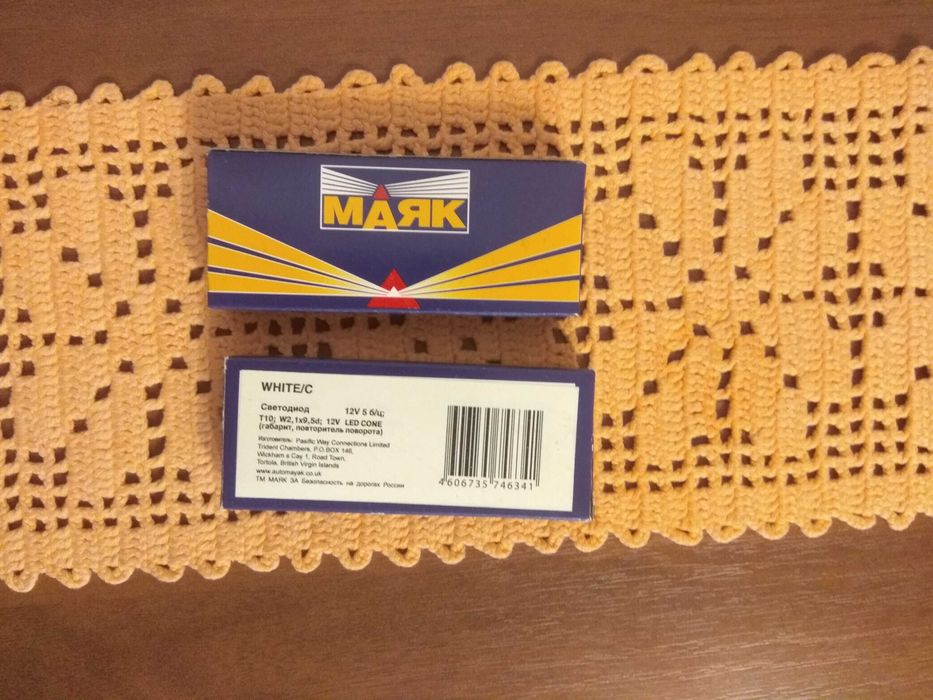 МАЯК
WHITE/C
Светодиод 12V 5 б/ц;
T10; W2,1x9,5d; 12V LED CONE
(габарит, повторитель поворота)
Изготовитель: Pasific Way Connections Limited
Trident Chambers, P.O.BOX 146,
Wickham s Cay 1, Road Town,
Tortola, British Virgin Islands
www.automayak.co.uk
ТМ МАЯК ЗА Безопасность на дорогах России
4 606735 746341